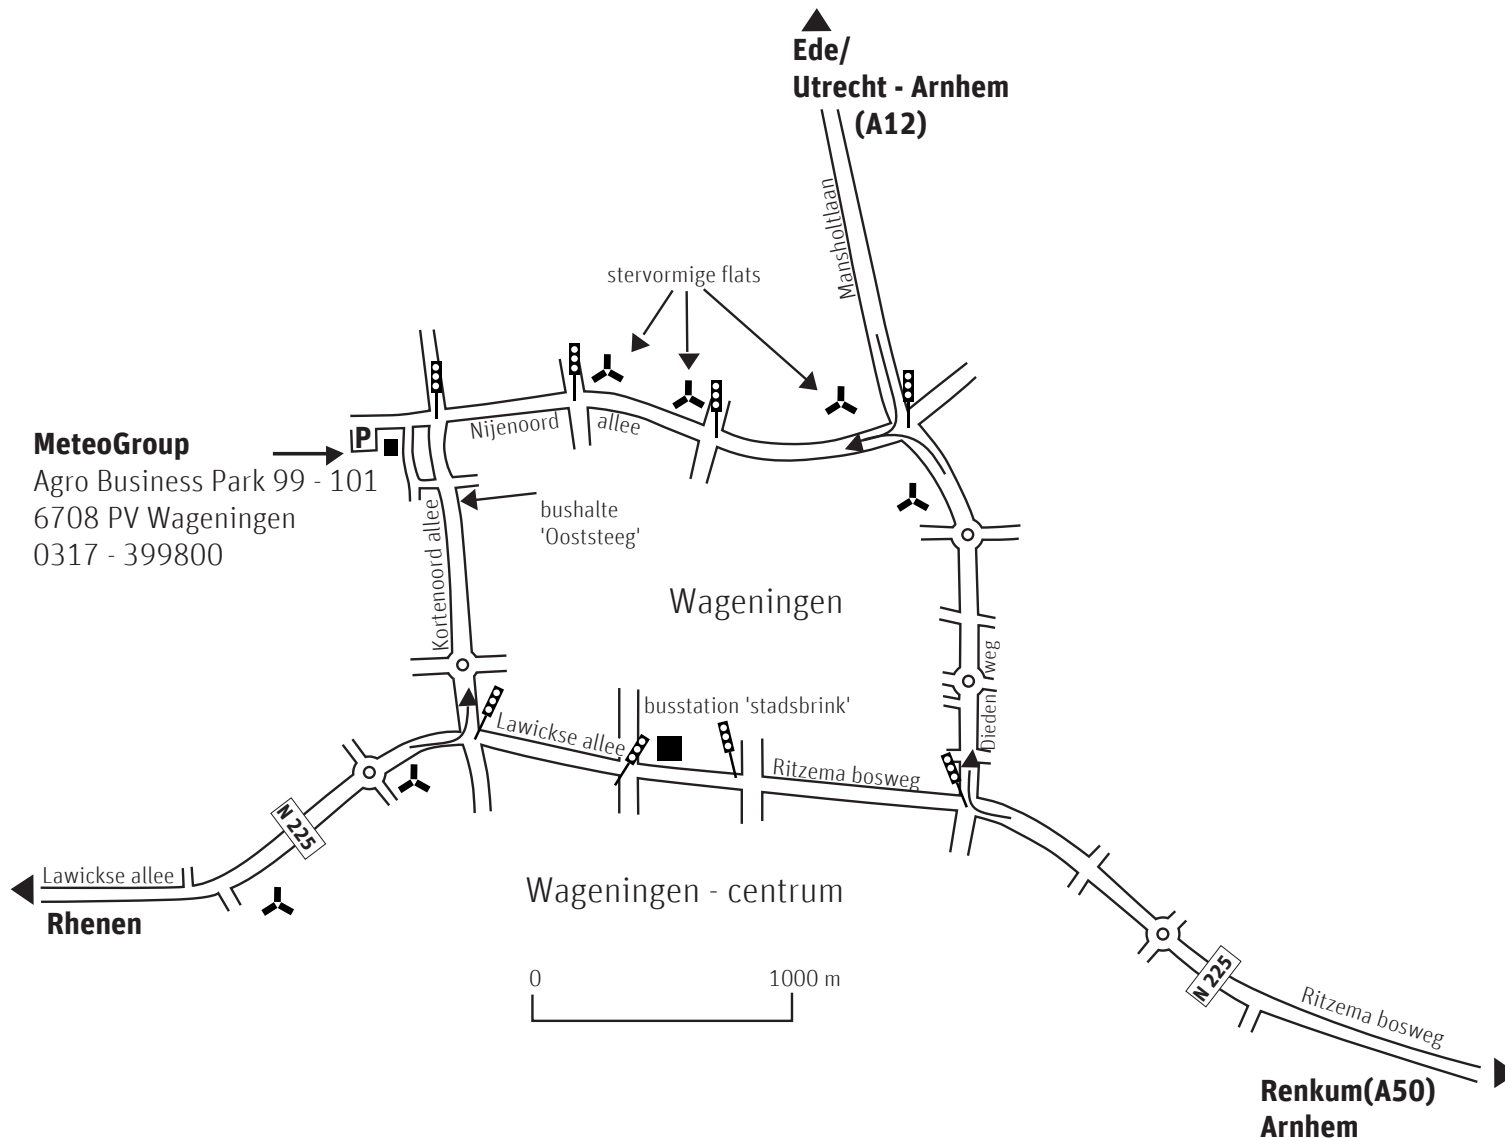 Ede/
Utrecht - Arnhem
(A12)
Mansholtlaan
stervormige flats
Nijenoord allee
P
MeteoGroup
Agro Business Park 99 - 101
6708 PV Wageningen
0317 - 399800
bushalte
'Ooststeeg'
Kortenoord allee
Wageningen
Dieden weg
busstation 'stadsbrink'
Lawickse allee
Ritzema bosweg
N 225
Lawickse allee
Rhenen
Wageningen - centrum
0 1000 m
N 225
Ritzema bosweg
Renkum(A50)
Arnhem